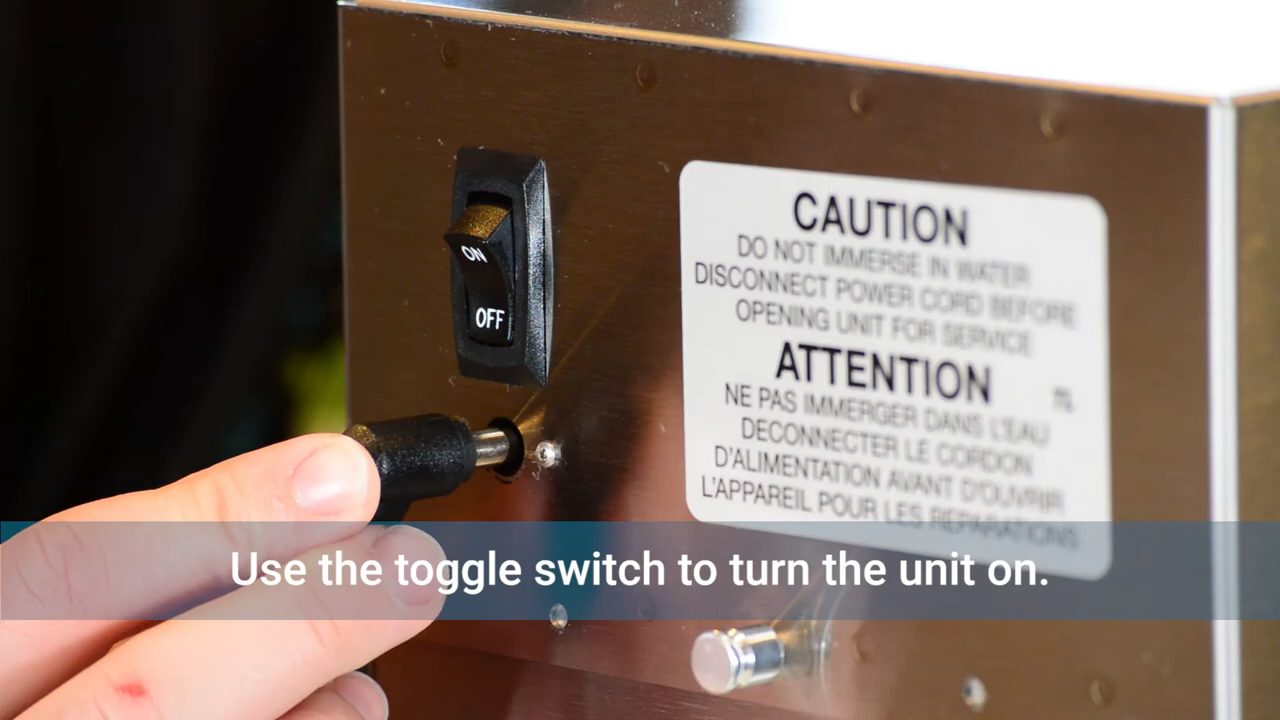 ON
OFF
CAUTION
DO NOT IMMERSE IN WATER
DISCONNECT POWER CORD BEFORE
OPENING UNIT FOR SERVICE
ATTENTION
NE PAS IMMERGER DANS L'EAU
DECONNECTER LE CORDON
D'ALIMENTATION AVANT D'OUVRIR
L'APPAREIL POUR LES REPARATIONS
Use the toggle switch to turn the unit on.